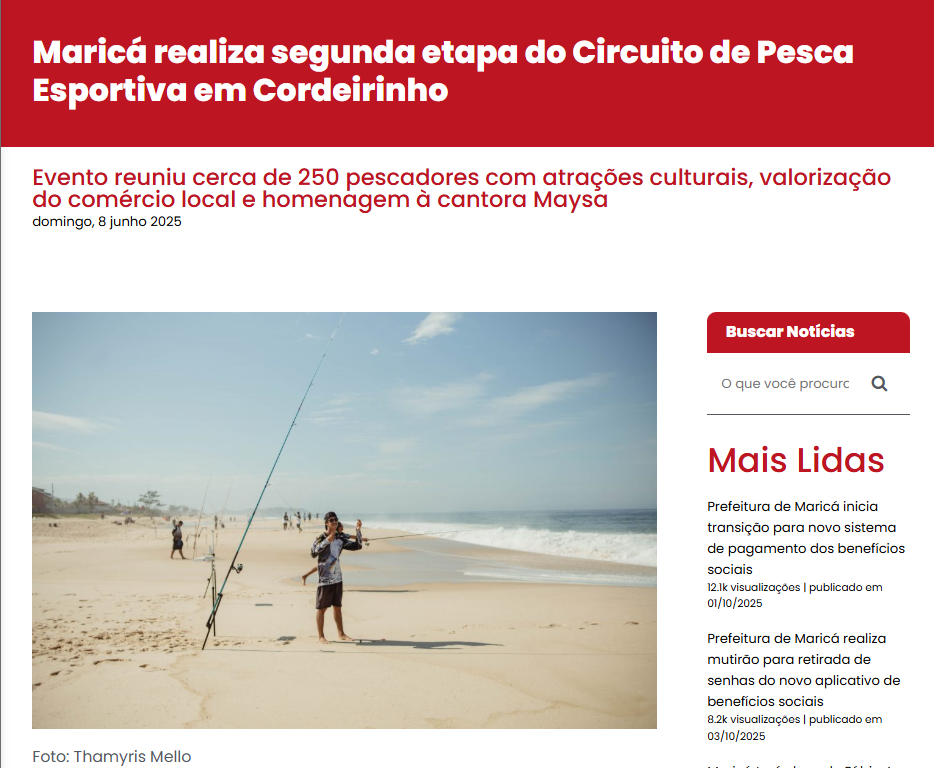 Maricá realiza segunda etapa do Circuito de Pesca
Esportiva em Cordeirinho
Evento reuniu cerca de 250 pescadores com atrações culturais, valorização
do comércio local e homenagem à cantora Maysa
domingo, 8 junho 2025
Foto: Thamyris Mello
Buscar Notícias
O que você procurc
Mais Lidas
Prefeitura de Maricá inicia
transição para novo sistema
de pagamento dos benefícios
sociais
12.1k visualizações | publicado em
01/10/2025
Prefeitura de Maricá realiza
mutirão para retirada de
senhas do novo aplicativo de
benefícios sociais
8.2k visualizações | publicado em
03/10/2025